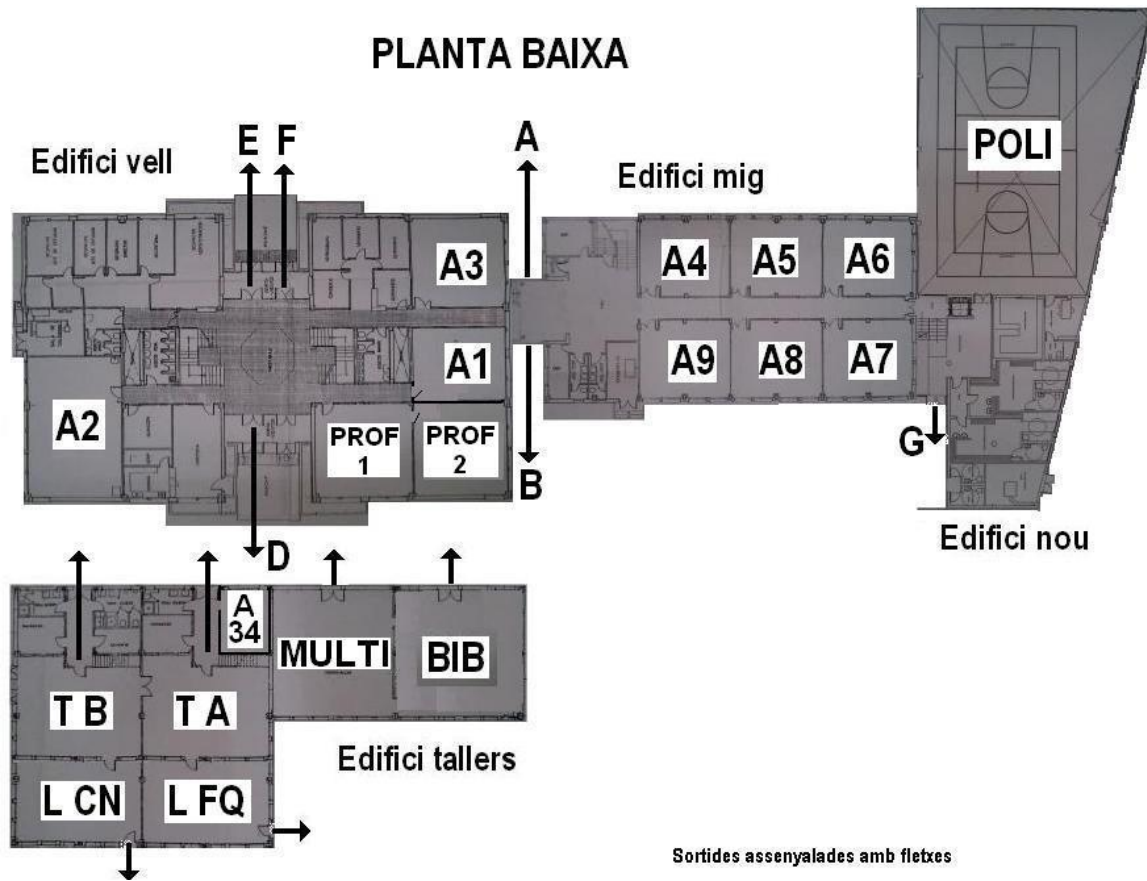 PLANTA BAIXA
E F
A
Edifici vell
Edifici mig
POLI
A3
A4 A5 A6
A1
A9 A8 A7
A2
PROF
1
PROF
2
B
G
D
Edifici nou
A
34
MULTI
BIB
T B
T A
Edifici tallers
L CN
L FQ
Sortides assenyalades amb fletxes